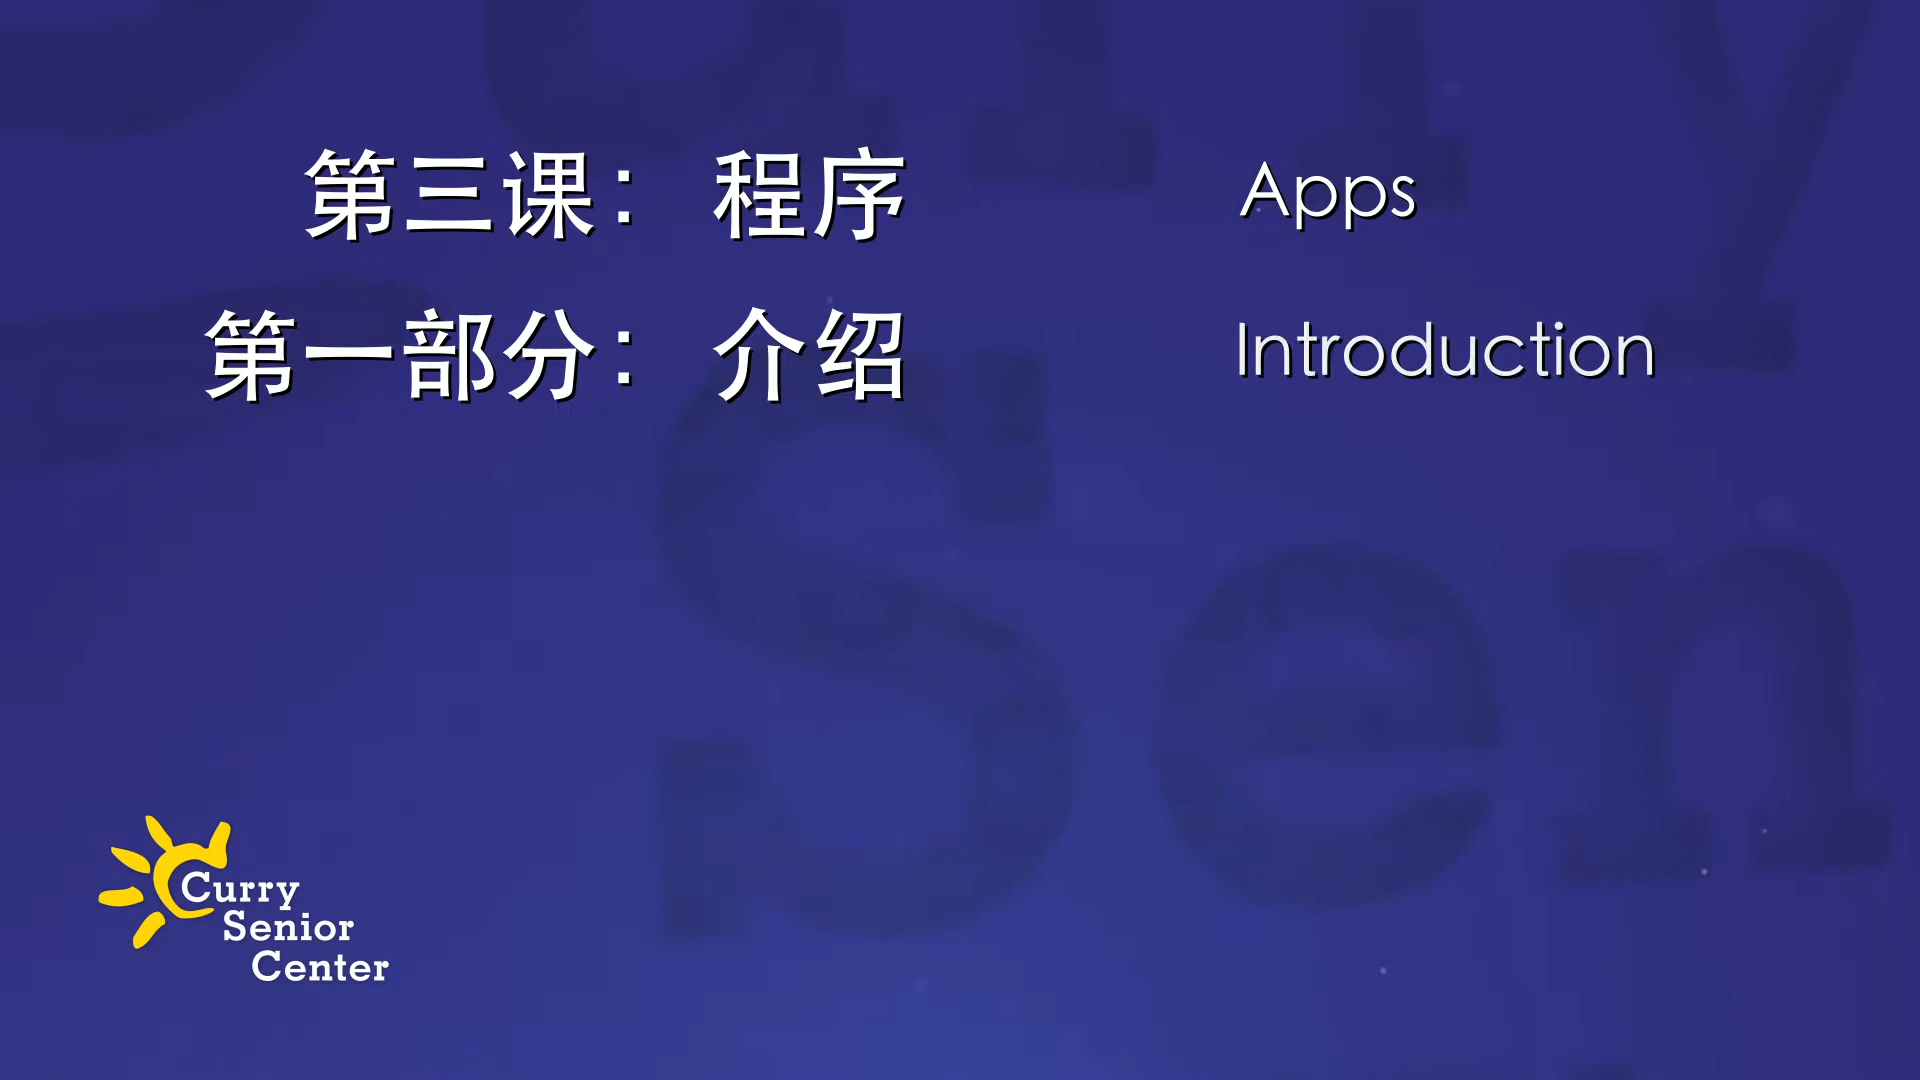 第三课： 程序 Apps
第一部分： 介绍 Introduction
Curry
Senior
Center